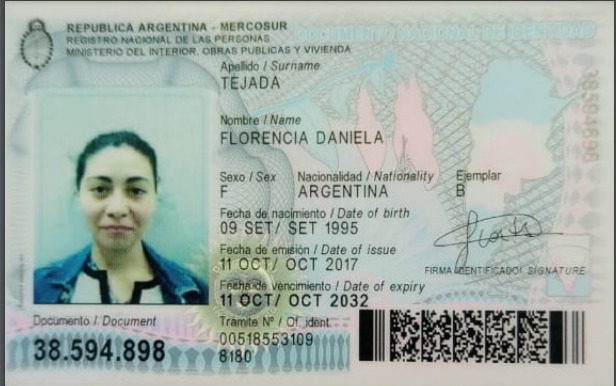 REPUBLICA ARGENTINA - MERCOSUR
REGISTRO NACIONAL DE LAS PERSONAS
MINISTERIO DEL INTERIOR, OBRAS PUBLICAS Y VIVIENDA
DOCUMENTO NACIONAL DE IDENTIDAD
Apellido / Surname
TEJADA
Nombre / Name
FLORENCIA DANIELA
Sexo / Sex Nacionalidad / Nationality Ejemplar
F ARGENTINA B
Fecha de nacimiento / Date of birth
09 SET/ SET 1995
Fecha de emisión / Date of issue
11 OCT/ OCT 2017
Fecha de vencimiento / Date of expiry
11 OCT/ OCT 2032
FIRMA IDENTIFICADO/ SIGNATURE
Documento / Document
38.594.898
Trámite Nº / Of. ident.
00518553109
8180